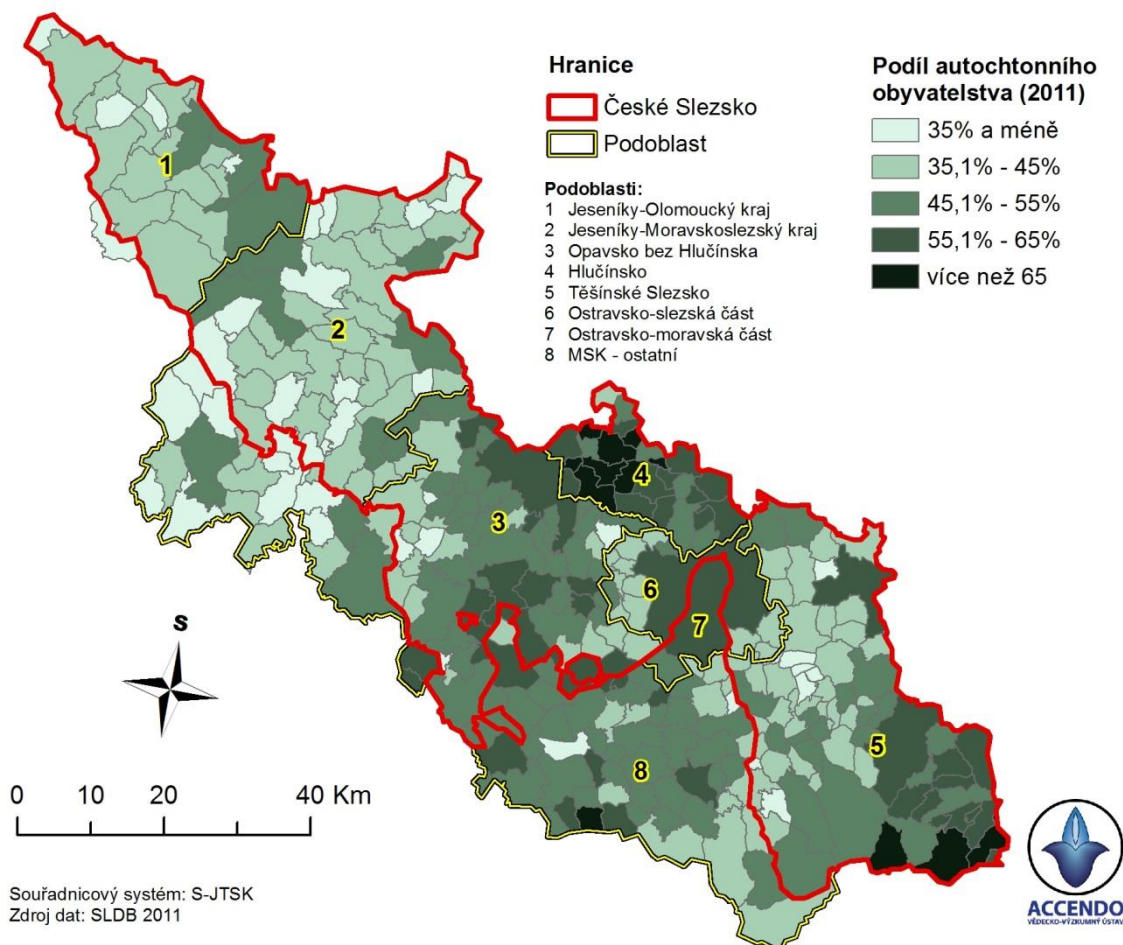 Hranice
České Slezsko
Podoblast
Podoblasti:
1 Jeseníky-Olomoucký kraj
2 Jeseníky-Moravskoslezský kraj
3 Opavsko bez Hlučínska
4 Hlučínsko
5 Těšínské Slezsko
6 Ostravsko-slezská část
7 Ostravsko-moravská část
8 MSK - ostatní
Podíl autochtonního
obyvatelstva (2011)
35% a méně
35,1% - 45%
45,1% - 55%
55,1% - 65%
více než 65
1
2
3
4
5
6
7
8
S
0 10 20 40 Km
Souřadnicový systém: S-JTSK
Zdroj dat: SLDB 2011
ACCENDO
VĚDECKO-VÝZKUMNÝ ÚSTAV